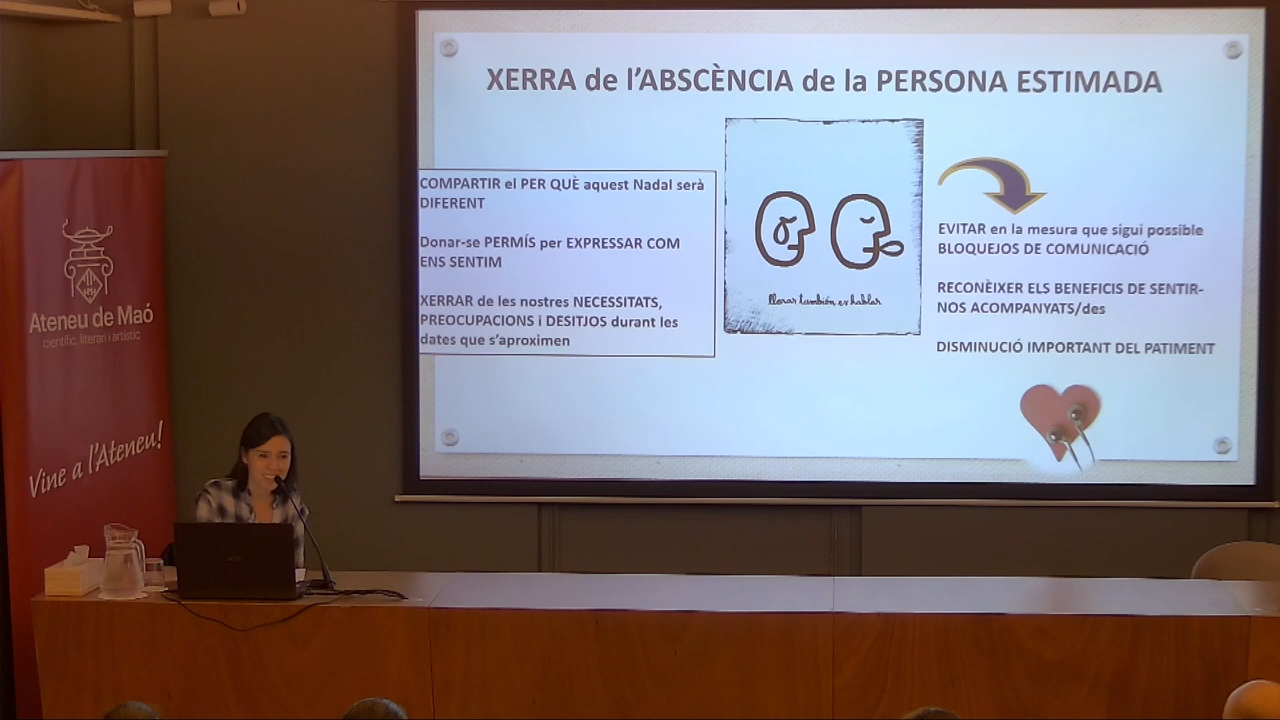 XERRA de l'ABSCÈNCIA de la PERSONA ESTIMADA
COMPARTIR el PER QUÈ aquest Nadal serà
DIFERENT
Donar-se PERMÍS per EXPRESSAR COM
ENS SENTIM
XERRAR de les nostres NECESSITATS,
PREOCUPACIONS i DESITJOS durant les
dates que s'aproximen
llorar también es hablar
EVITAR en la mesura que sigui possible
BLOQUEJOS DE COMUNICACIÓ
RECONÈIXER ELS BENEFICIS DE SENTIR-
NOS ACOMPANYATS/des
DISMINUCIÓ IMPORTANT DEL PATIMENT
Ateneu de Maó
científic, literari i artístic
Vine a l'Ateneu!
acer